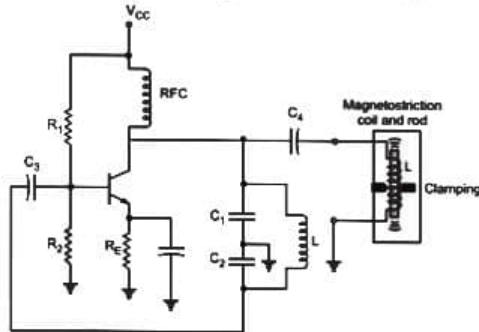 VCC
RFC
R1
C4
Magnetostriction
coil and rod
C3
L
Clamping
C1
R2
RE
C2
L